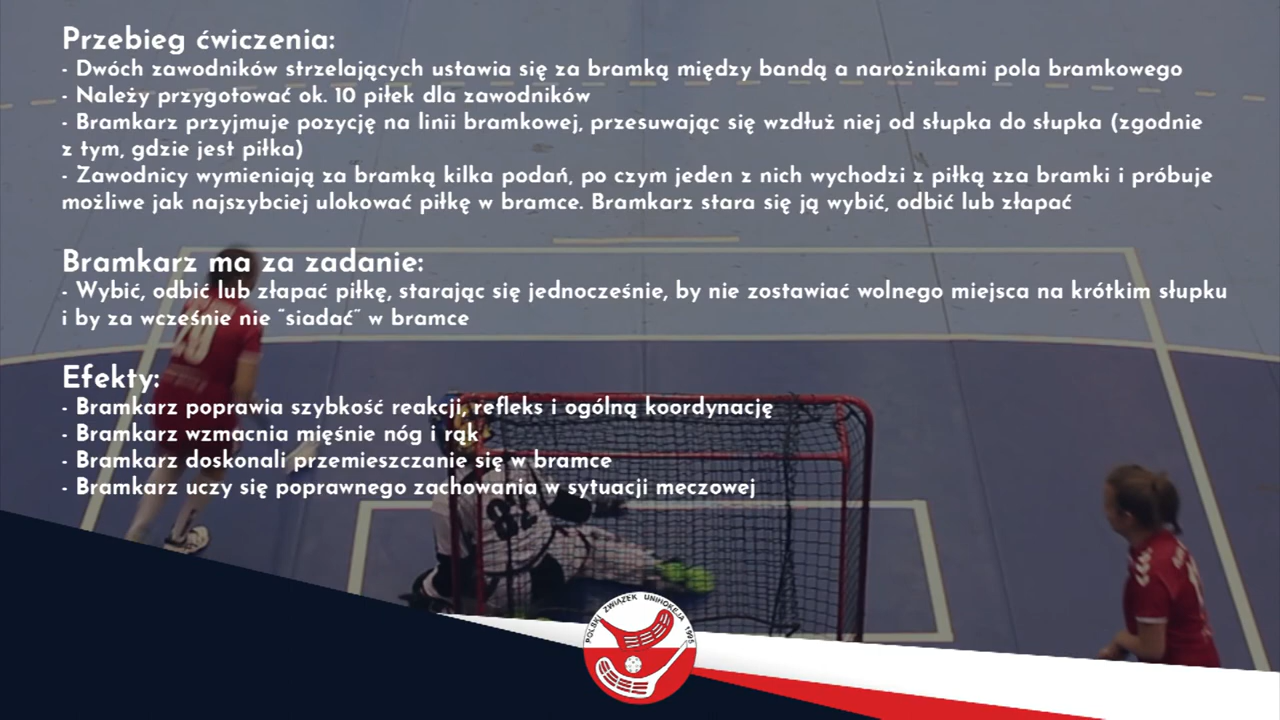 Przebieg ćwiczenia:
- Dwóch zawodników strzelających ustawia się za bramką między bandą a narożnikami pola bramkowego
- Należy przygotować ok. 10 piłek dla zawodników
- Bramkarz przyjmuje pozycję na linii bramkowej, przesuwając się wzdłuż niej od słupka do słupka (zgodnie
z tym, gdzie jest piłka)
- Zawodnicy wymieniają za bramką kilka podań, po czym jeden z nich wychodzi z piłką zza bramki i próbuje
możliwe jak najszybciej ulokować piłkę w bramce. Bramkarz stara się ją wybić, odbić lub złapać
Bramkarz ma za zadanie:
- Wybić, odbić lub złapać piłkę, starając się jednocześnie, by nie zostawiać wolnego miejsca na krótkim słupku
i by za wcześnie nie "siadać" w bramce
Efekty:
- Bramkarz poprawia szybkość reakcji, refleks i ogólną koordynację
- Bramkarz wzmacnia mięśnie nóg i rąk
- Bramkarz doskonali przemieszczanie się w bramce
- Bramkarz uczy się poprawnego zachowania w sytuacji meczowej
20
82
POLSKI ZWIĄZEK UNIHOKEJA 1995